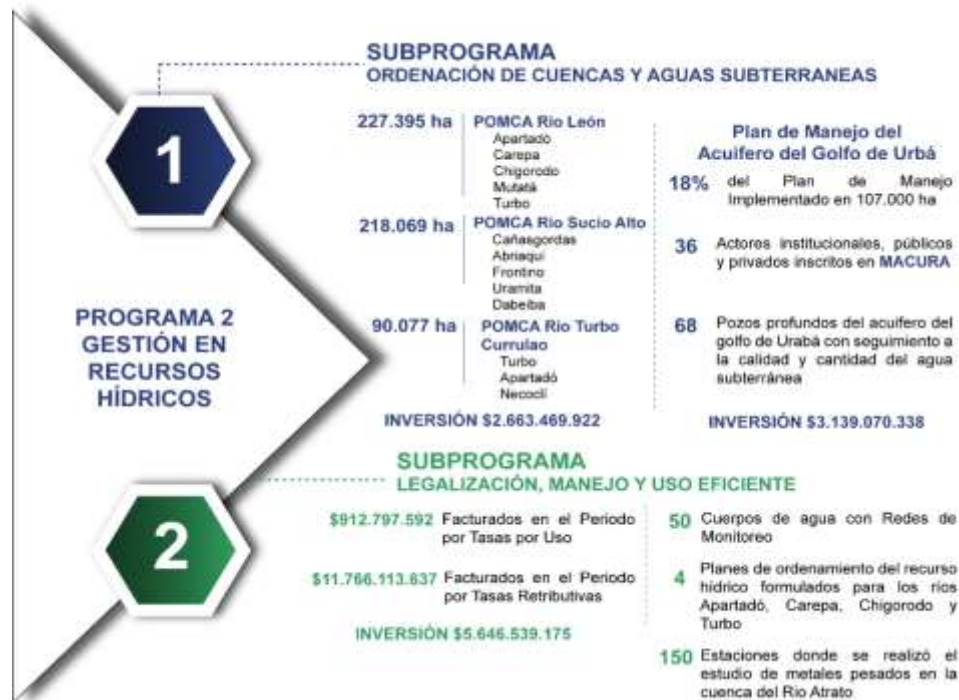 SUBPROGRAMA
ORDENACIÓN DE CUENCAS Y AGUAS SUBTERRANEAS
1
227.395 ha
POMCA Rio León
Apartadó
Carepa
Chigorodo
Mutatá
Turbo
218.069 ha
POMCA Rio Sucio Alto
Cañasgordas
Abriaqui
Frontino
Uramita
Dabeiba
90.077 ha
POMCA Rio Turbo
Currulao
Turbo
Apartadó
Necoclí
INVERSIÓN $2.663.469.922
Plan de Manejo del
Acuifero del Golfo de Urbá
18% del Plan de Manejo
Implementado en 107.000 ha
36 Actores institucionales, públicos
y privados inscritos en MACURA
68 Pozos profundos del acuifero del
golfo de Urabá con seguimiento a
la calidad y cantidad del agua
subterránea
INVERSIÓN $3.139.070.338
PROGRAMA 2
GESTIÓN EN
RECURSOS
HÍDRICOS
SUBPROGRAMA
LEGALIZACIÓN, MANEJO Y USO EFICIENTE
2
$912.797.592 Facturados en el Periodo
por Tasas por Uso
$11.766.113.637 Facturados en el Periodo
por Tasas Retributivas
INVERSIÓN $5.646.539.175
50 Cuerpos de agua con Redes de
Monitoreo
4 Planes de ordenamiento del recurso
hídrico formulados para los ríos
Apartadó, Carepa, Chigorodo y
Turbo
150 Estaciones donde se realizó el
estudio de metales pesados en la
cuenca del Rio Atrato